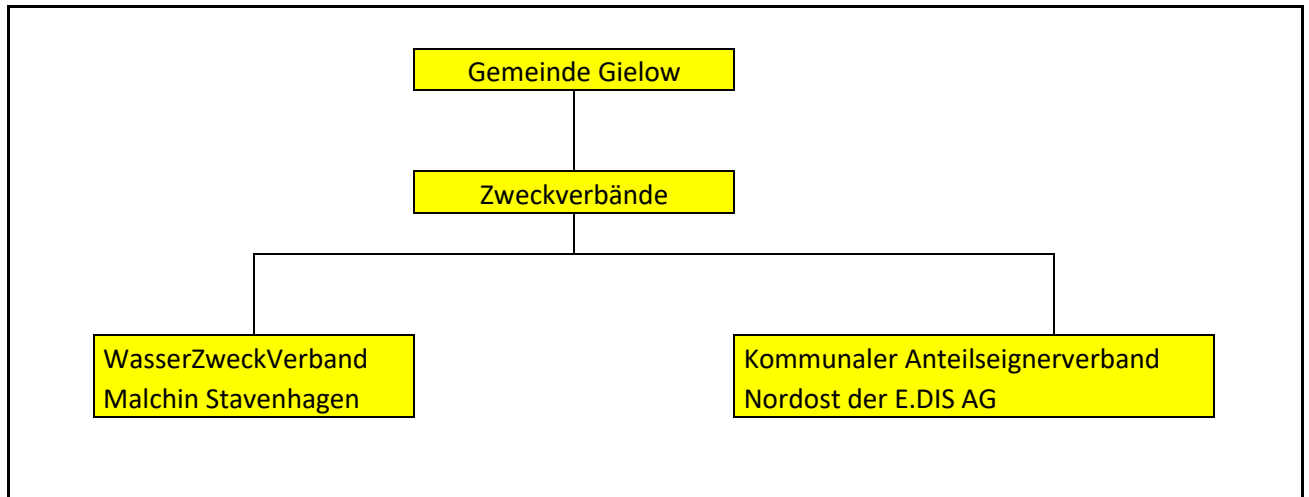 Gemeinde Gielow
Zweckverbände
WasserZweckVerband
Malchin Stavenhagen
Kommunaler Anteilseignerverband
Nordost der E.DIS AG